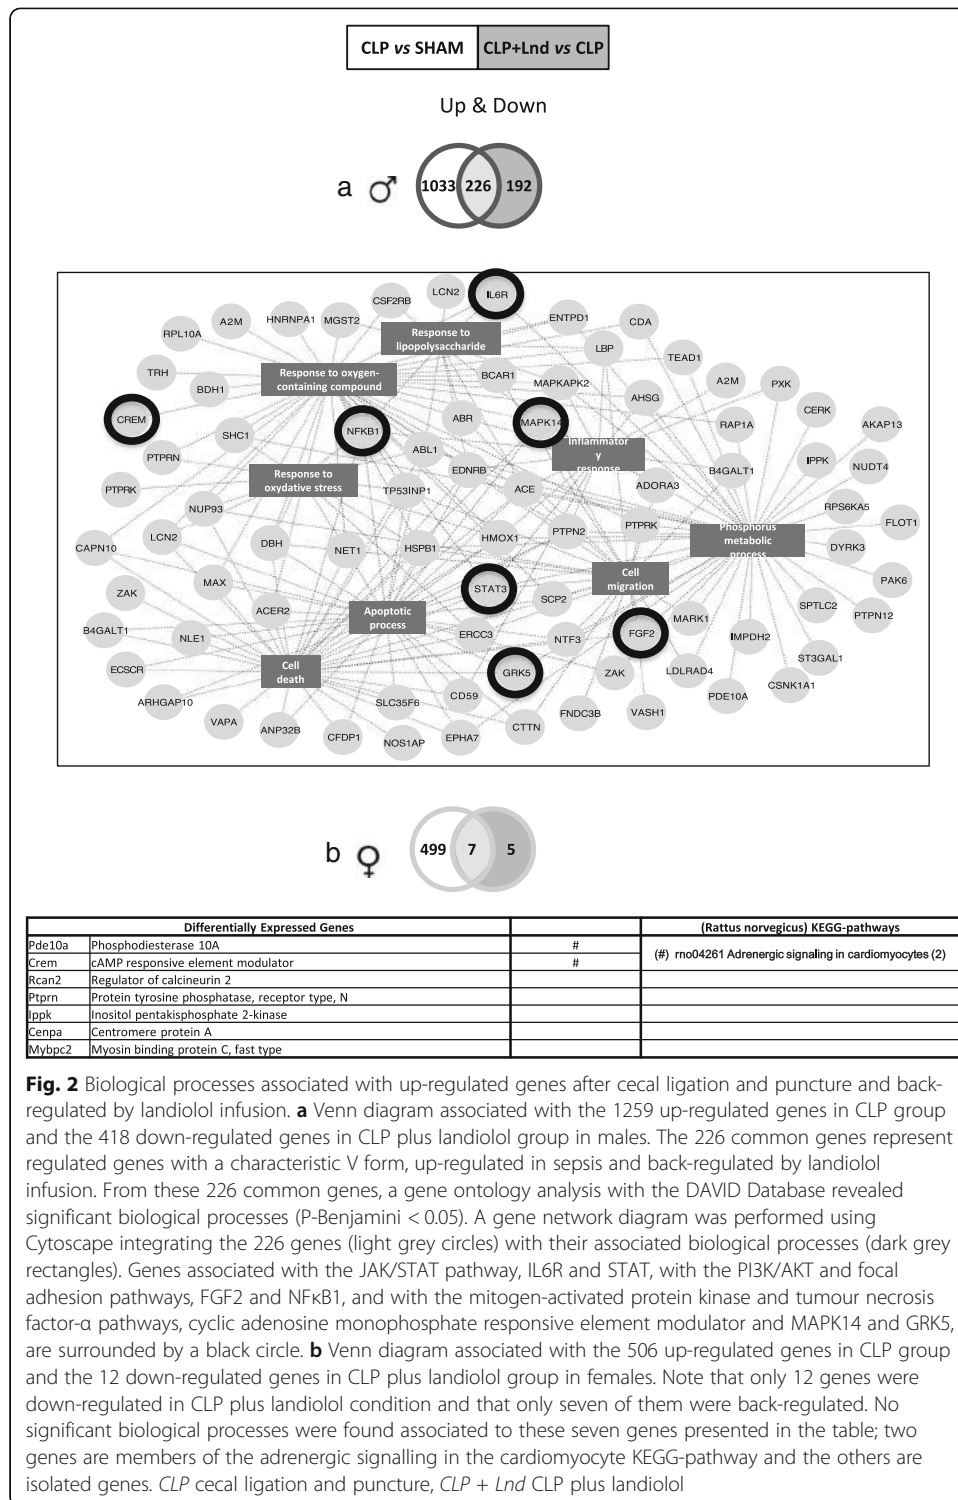 CLP vs SHAM CLP+Lnd vs CLP
Up & Down
a ♂ 1033 226 192
LCN2
IL6R
CSF2RB
A2M
HNRNPA1
MGST2
ENTPD1
CDA
RPL10A
Response to
lipopolysaccharide
LBP
TEAD1
TRH
BDH1
Response to oxygen-
containing compound
BCAR1
MAPKAPK2
A2M
PXK
AHSG
CREM
NFKB1
ABR
MAPK14
RAP1A
CERK
AKAP13
SHC1
ABL1
Inflammator
y
response
PTPRN
EDNRB
B4GALT1
IPPK
NUDT4
PTPRK
Response to
oxydative stress
TP53INP1
ACE
ADORA3
NUP93
RPS6KA5
FLOT1
LCN2
DBH
NET1
HSPB1
HMOX1
PTPN2
PTPRK
Phosphorus
metabolic
process
DYRK3
CAPN10
ZAK
MAX
ACER2
STAT3
SCP2
Cell
migration
PAK6
B4GALT1
NLE1
Apoptotic
process
ERCC3
NTF3
FGF2
MARK1
IMPDH2
SPTLC2
PTPN12
ECSCR
Cell
death
GRK5
ZAK
LDLRAD4
ST3GAL1
CSNK1A1
ARHGAP10
SLC35F6
CD59
PDE10A
VAPA
ANP32B
CFDP1
NOS1AP
EPHA7
CTTN
FNDC3B
VASH1
b ♀ 499 7 5
Differentially Expressed Genes (Rattus norvegicus) KEGG-pathways
Pde10a Phosphodiesterase 10A # (#) rno04261 Adrenergic signaling in cardiomyocytes (2)
Crem cAMP responsive element modulator #
Rcan2 Regulator of calcineurin 2
Ptprn Protein tyrosine phosphatase, receptor type, N
Ippk Inositol pentakisphosphate 2-kinase
Cenpa Centromere protein A
Mybpc2 Myosin binding protein C, fast type
Fig. 2 Biological processes associated with up-regulated genes after cecal ligation and puncture and back-
regulated by landiolol infusion. a Venn diagram associated with the 1259 up-regulated genes in CLP group
and the 418 down-regulated genes in CLP plus landiolol group in males. The 226 common genes represent
regulated genes with a characteristic V form, up-regulated in sepsis and back-regulated by landiolol
infusion. From these 226 common genes, a gene ontology analysis with the DAVID Database revealed
significant biological processes (P-Benjamini < 0.05). A gene network diagram was performed using
Cytoscape integrating the 226 genes (light grey circles) with their associated biological processes (dark grey
rectangles). Genes associated with the JAK/STAT pathway, IL6R and STAT, with the PI3K/AKT and focal
adhesion pathways, FGF2 and NFκB1, and with the mitogen-activated protein kinase and tumour necrosis
factor-α pathways, cyclic adenosine monophosphate responsive element modulator and MAPK14 and GRK5,
are surrounded by a black circle. b Venn diagram associated with the 506 up-regulated genes in CLP group
and the 12 down-regulated genes in CLP plus landiolol group in females. Note that only 12 genes were
down-regulated in CLP plus landiolol condition and that only seven of them were back-regulated. No
significant biological processes were found associated to these seven genes presented in the table; two
genes are members of the adrenergic signalling in the cardiomyocyte KEGG-pathway and the others are
isolated genes. CLP cecal ligation and puncture, CLP + Lnd CLP plus landiolol